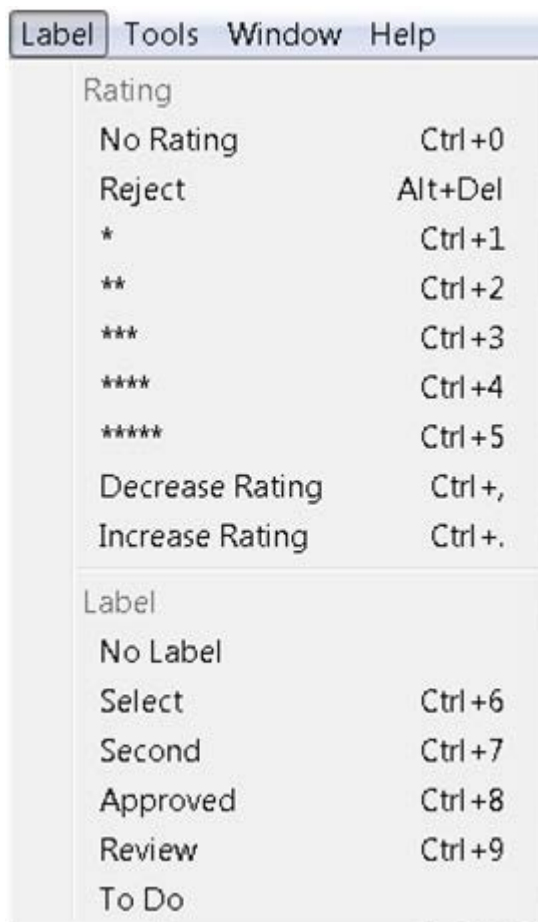 Label Tools Window Help
Rating
No Rating Ctrl+0
Reject Alt+Del
* Ctrl+1
** Ctrl+2
*** Ctrl+3
**** Ctrl+4
***** Ctrl+5
Decrease Rating Ctrl+,
Increase Rating Ctrl+.
Label
No Label
Select Ctrl+6
Second Ctrl+7
Approved Ctrl+8
Review Ctrl+9
To Do